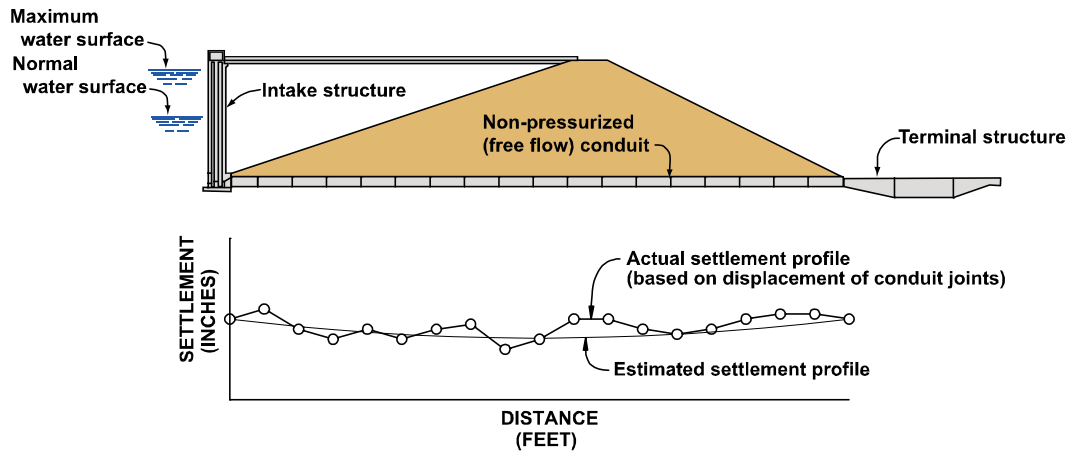 Maximum
water surface
Normal
water surface
Intake structure
Non-pressurized
(free flow) conduit
Terminal structure
SETTLEMENT
(INCHES)
Actual settlement profile
(based on displacement of conduit joints)
Estimated settlement profile
DISTANCE
(FEET)